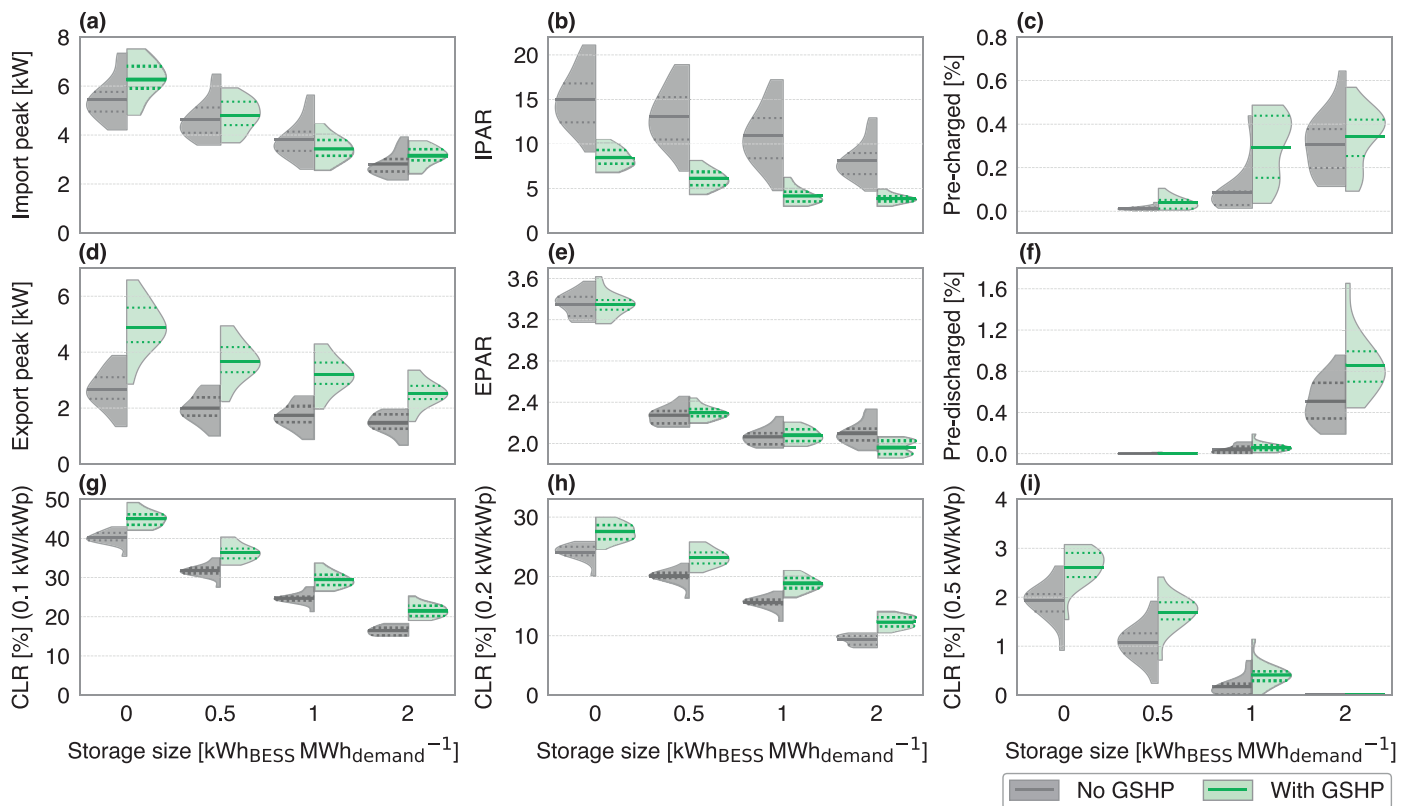 (a)
Import peak [kW]
8
6
4
2
0
(b)
IPAR
20
15
10
5
0
(c)
Pre-charged [%]
0.8
0.6
0.4
0.2
0.0
(d)
Export peak [kW]
6
4
2
0
(e)
EPAR
3.6
3.2
2.8
2.4
2.0
(f)
Pre-discharged [%]
1.6
1.2
0.8
0.4
0.0
(g)
CLR [%] (0.1 kW/kWp)
50
40
30
20
10
0
0 0.5 1 2
Storage size [kWhBESS MWhdemand⁻¹]
(h)
CLR [%] (0.2 kW/kWp)
30
20
10
0
0 0.5 1 2
Storage size [kWhBESS MWhdemand⁻¹]
(i)
CLR [%] (0.5 kW/kWp)
4
3
2
1
0
0 0.5 1 2
Storage size [kWhBESS MWhdemand⁻¹]
No GSHP With GSHP